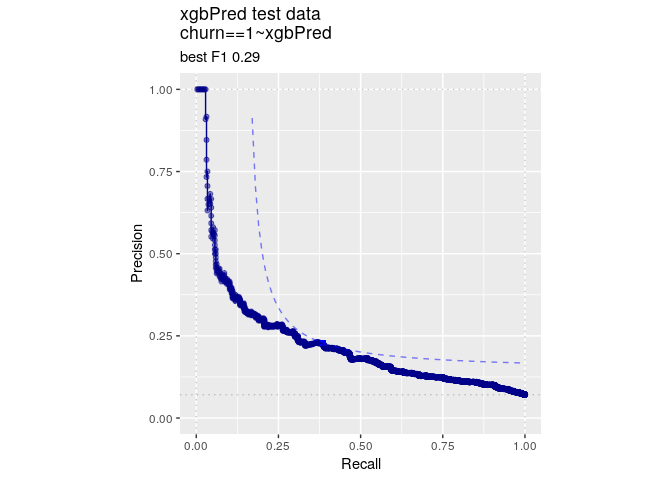 xgbPred test data
churn==1~xgbPred
best F1 0.29
1.00
0.75
0.50
0.25
0.00
Precision
0.00 0.25 0.50 0.75 1.00
Recall